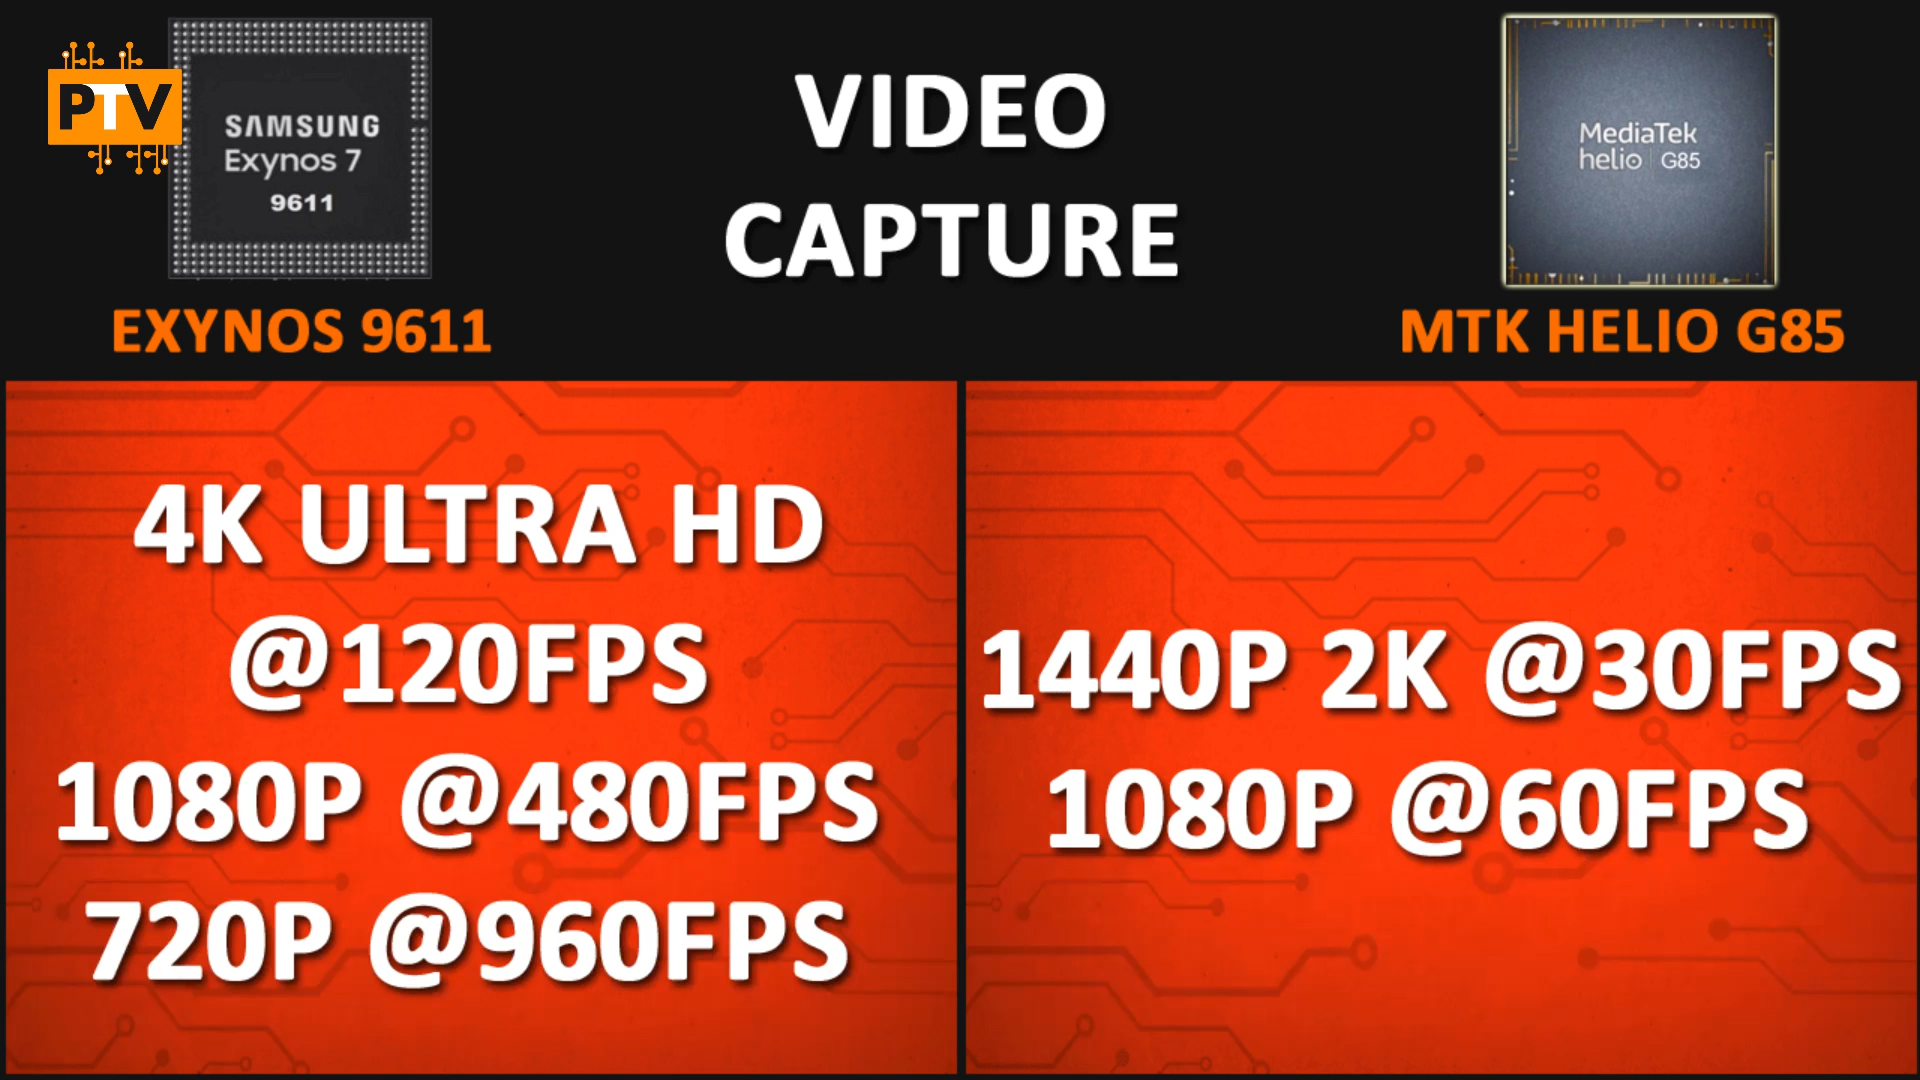 PTV
SAMSUNG
Exynos 7
9611
EXYNOS 9611
VIDEO
CAPTURE
MediaTek
helio G85
MTK HELIO G85
4K ULTRA HD
@120FPS
1080P @480FPS
720P @960FPS
1440P 2K @30FPS
1080P @60FPS